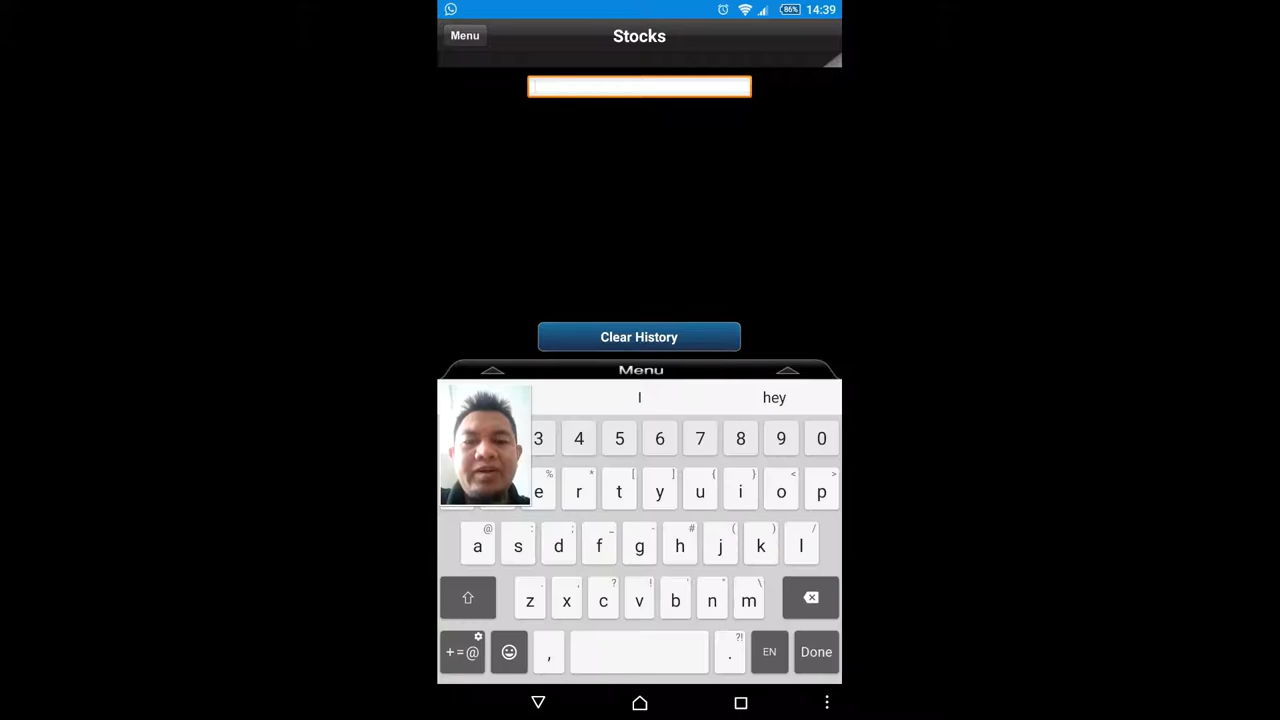 86% 14:39
Menu Stocks
Clear History
Menu
I hey
3 4 5 6 7 8 9 0
% * [ ] { } < >
e r t y u i o p
@ : ; _ - # ( ) /
a s d f g h j k l
. , ? ! ' " \
z x c v b n m
+=@ , . ?! EN Done